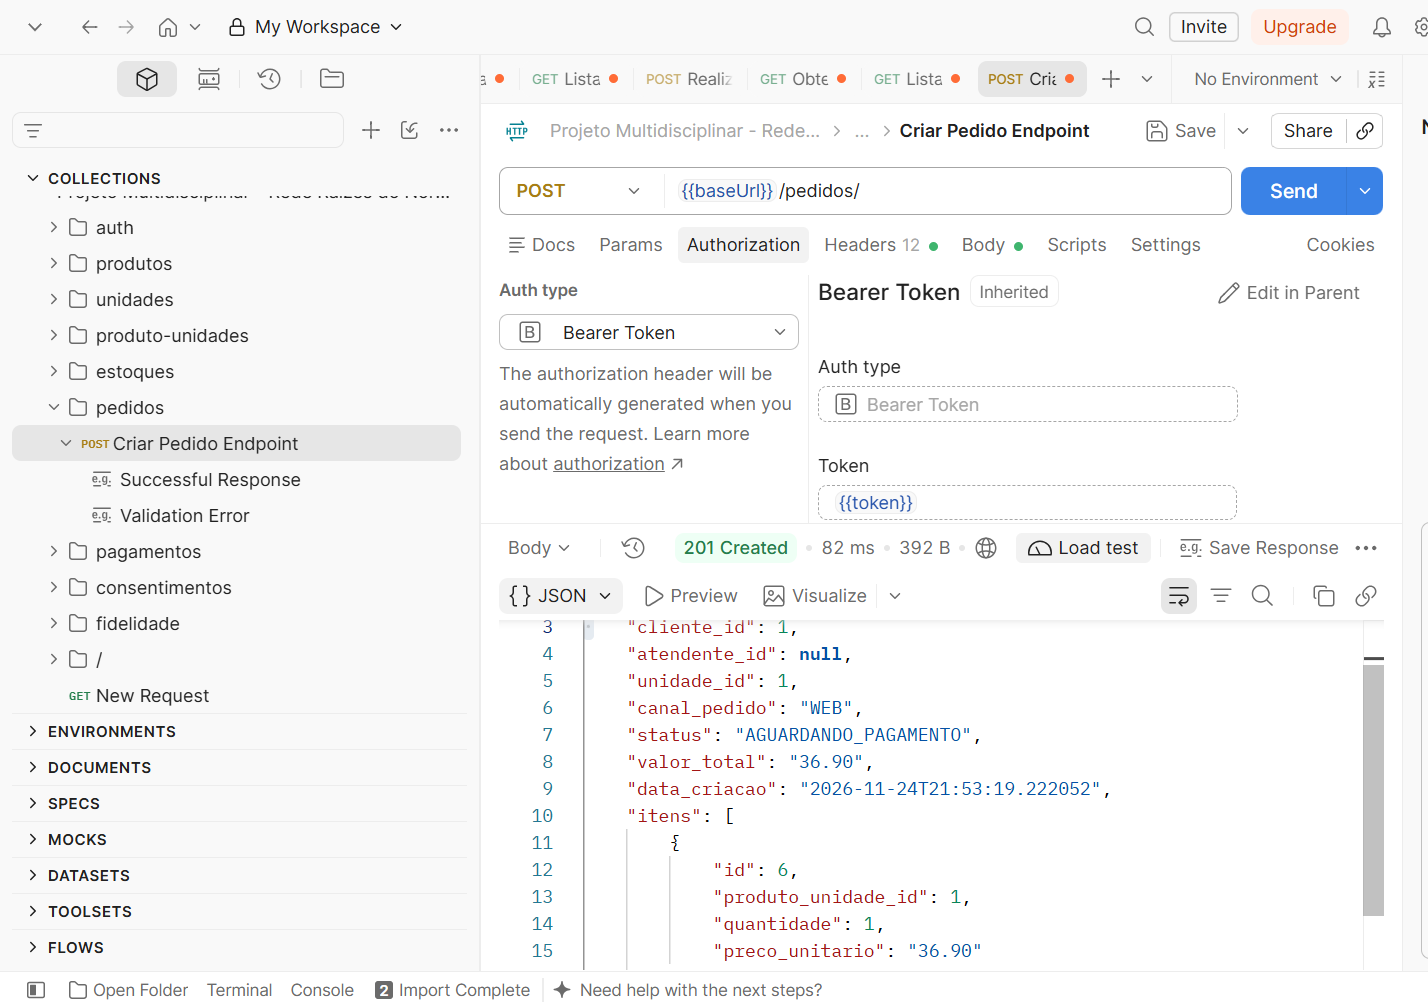 My Workspace
Invite
Upgrade
GET Lista
POST Realiz
GET Obte
GET Lista
POST Cria
No Environment
Projeto Multidisciplinar - Rede...
...
Criar Pedido Endpoint
Save
Share
COLLECTIONS
auth
produtos
unidades
produto-unidades
estoques
pedidos
POST Criar Pedido Endpoint
e.g. Successful Response
e.g. Validation Error
pagamentos
consentimentos
fidelidade
/
GET New Request
ENVIRONMENTS
DOCUMENTS
SPECS
MOCKS
DATASETS
TOOLSETS
FLOWS
HTTP
POST
{{baseUrl}} /pedidos/
Send
Docs
Params
Authorization
Headers 12
Body
Scripts
Settings
Cookies
Auth type
B Bearer Token
The authorization header will be
automatically generated when you
send the request. Learn more
about authorization
Bearer Token
Inherited
Edit in Parent
Auth type
B Bearer Token
Token
{{token}}
Body
201 Created
82 ms
392 B
Load test
e.g. Save Response
{} JSON
Preview
Visualize
3 "cliente_id": 1,
4 "atendente_id": null,
5 "unidade_id": 1,
6 "canal_pedido": "WEB",
7 "status": "AGUARDANDO_PAGAMENTO",
8 "valor_total": "36.90",
9 "data_criacao": "2026-11-24T21:53:19.222052",
10 "itens": [
11 {
12 "id": 6,
13 "produto_unidade_id": 1,
14 "quantidade": 1,
15 "preco_unitario": "36.90"
Open Folder
Terminal
Console
2 Import Complete
Need help with the next steps?